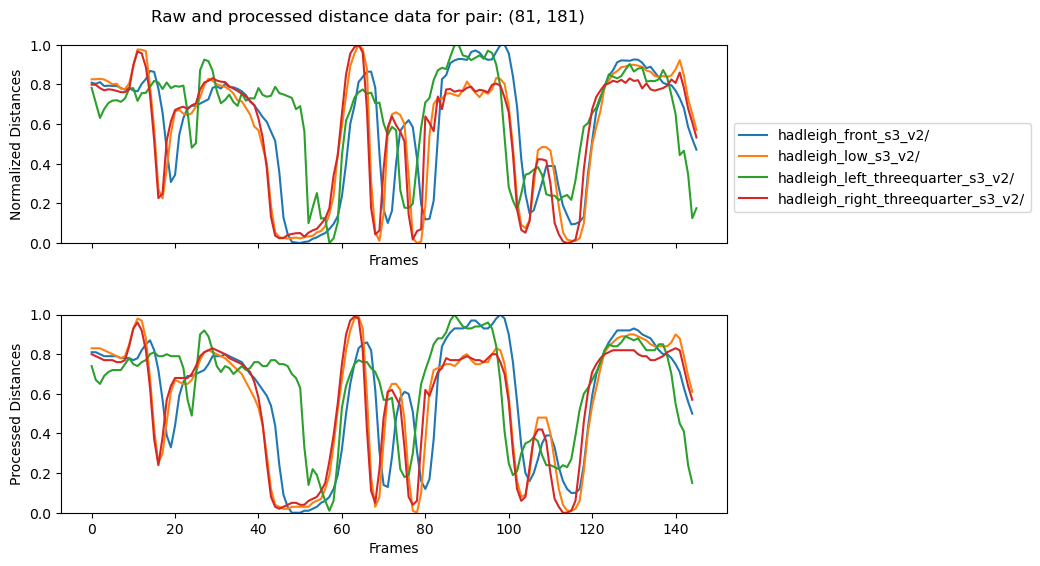 Raw and processed distance data for pair: (81, 181)
1.0
0.8
0.6
0.4
0.2
0.0
Normalized Distances
Frames
hadleigh_front_s3_v2/
hadleigh_low_s3_v2/
hadleigh_left_threequarter_s3_v2/
hadleigh_right_threequarter_s3_v2/
1.0
0.8
0.6
0.4
0.2
0.0
Processed Distances
0 20 40 60 80 100 120 140
Frames